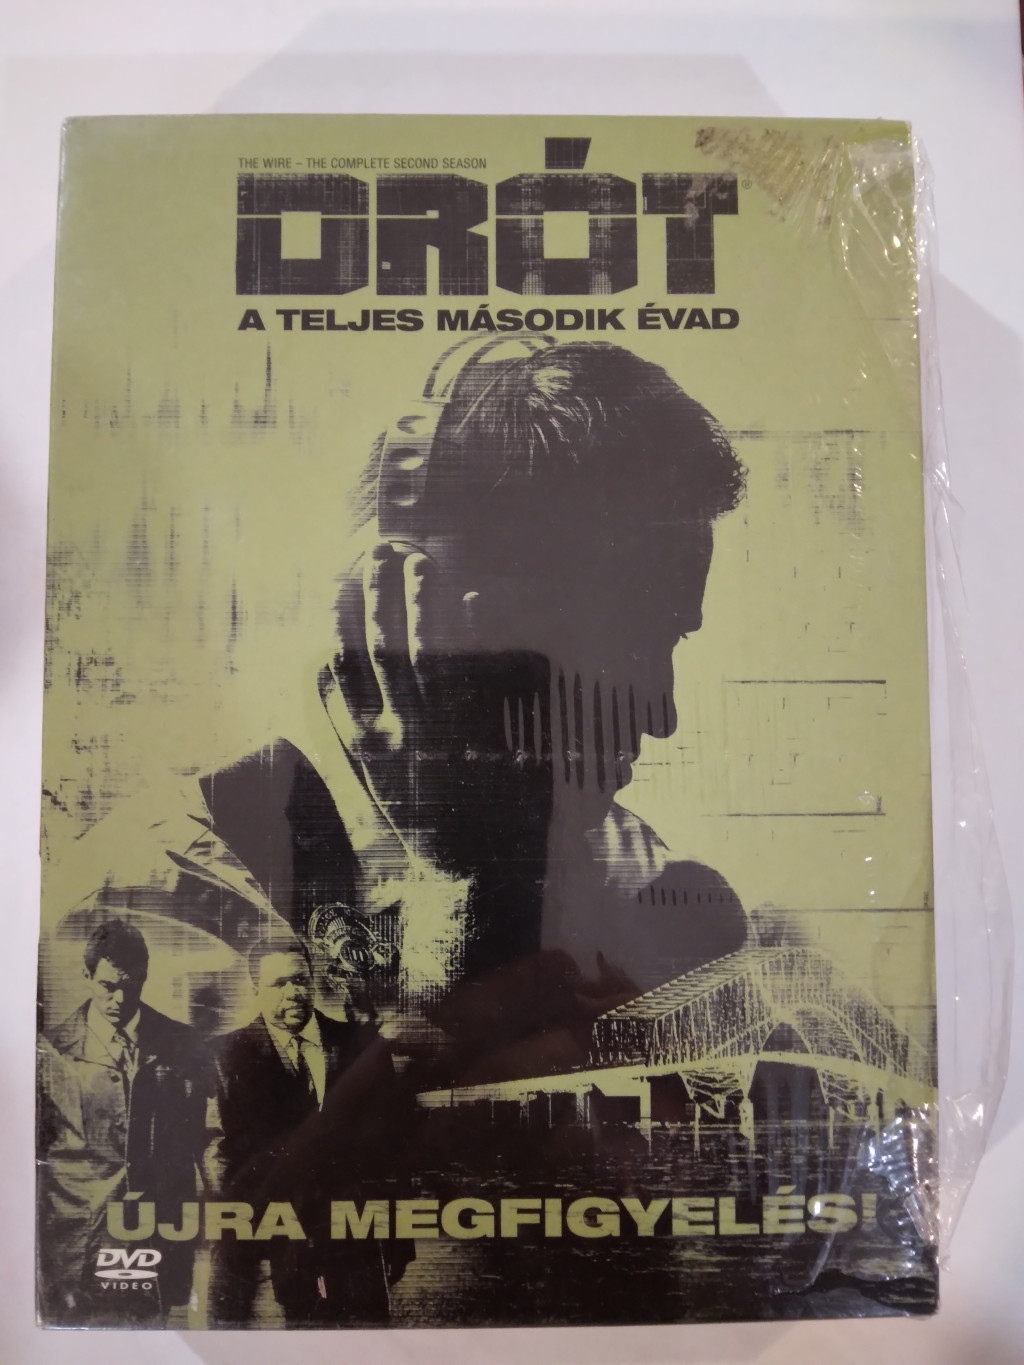 THE WIRE – THE COMPLETE SECOND SEASON
DRÓT®
A TELJES MÁSODIK ÉVAD
ÚJRA MEGFIGYELÉS!
DVD
VIDEO